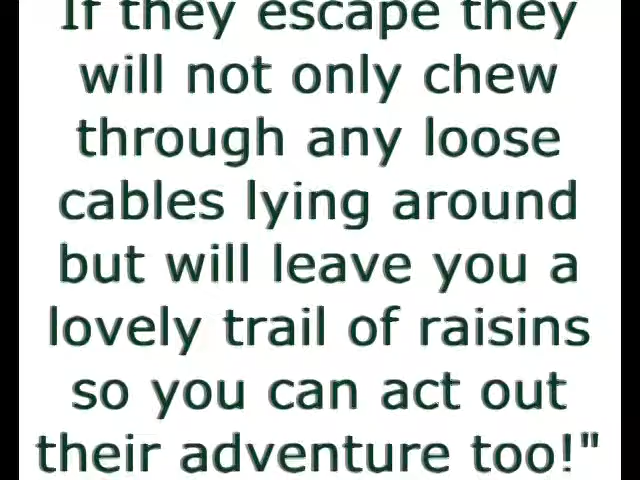 If they escape they
will not only chew
through any loose
cables lying around
but will leave you a
lovely trail of raisins
so you can act out
their adventure too!"